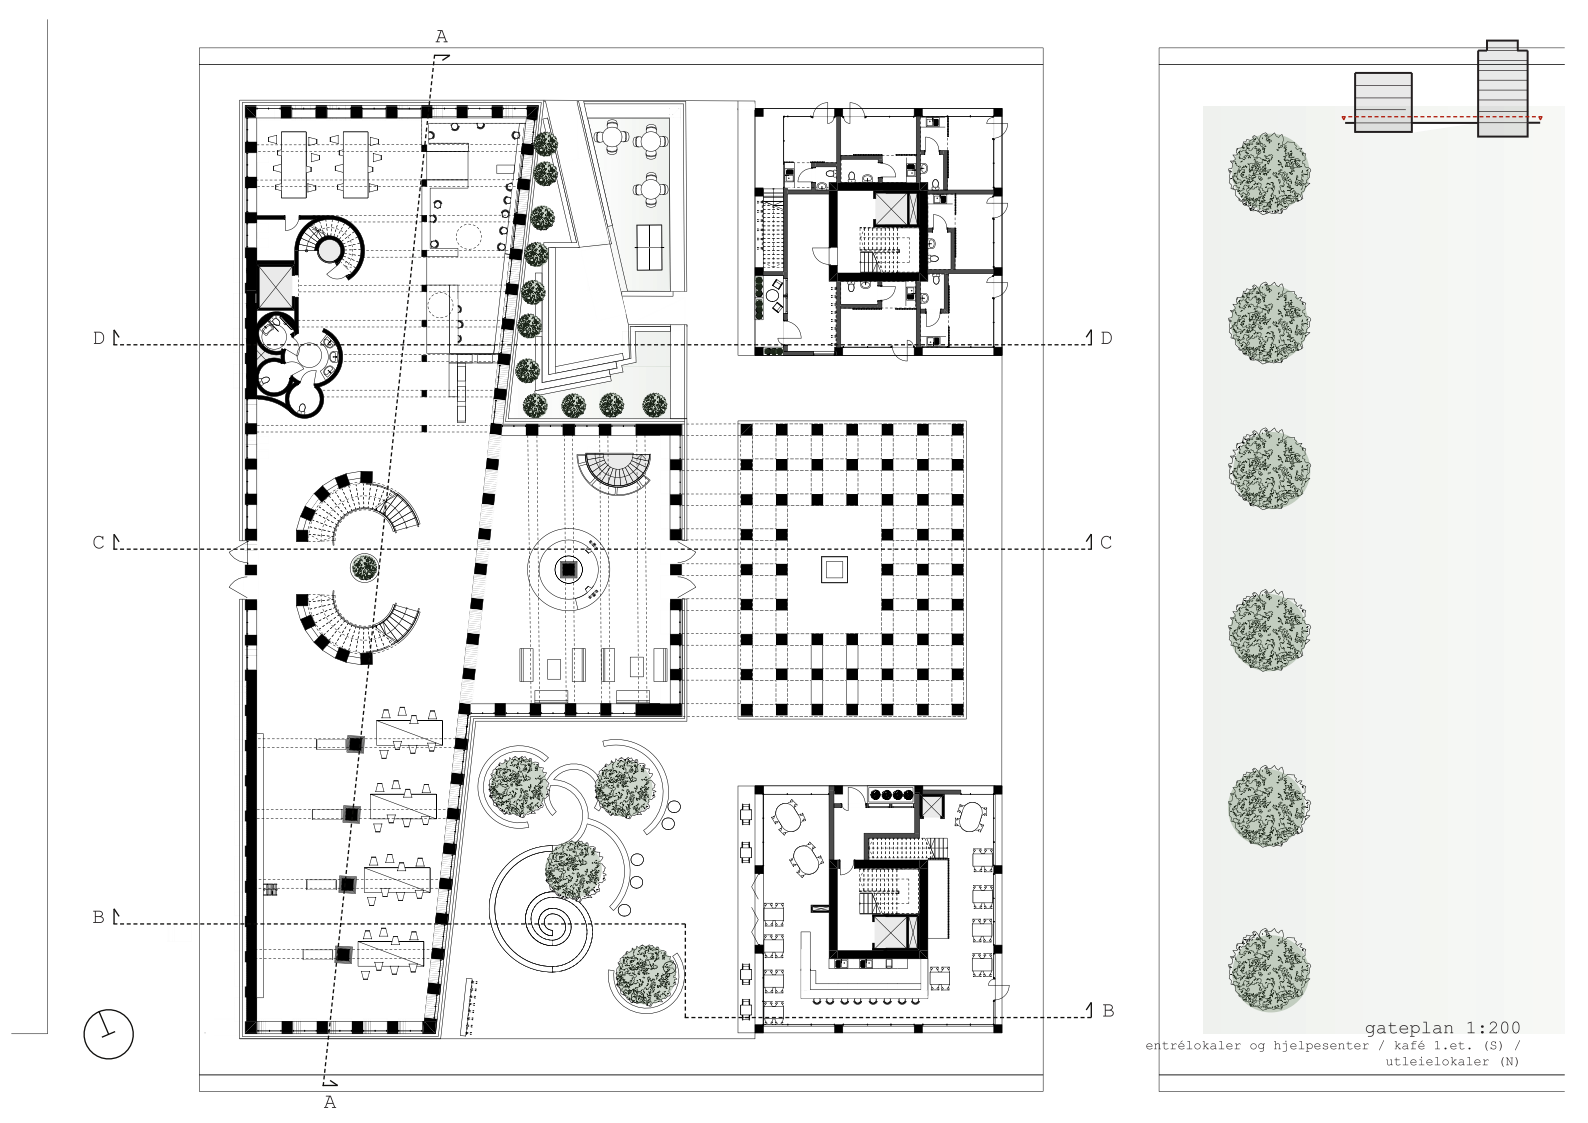 A
D
D
C
C
B
B
A
gateplan 1:200
entrélokaler og hjelpesenter / kafé 1.et. (S) /
utleielokaler (N)